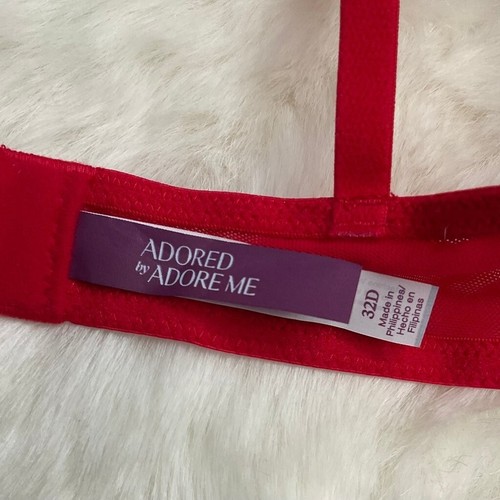 ADORED
by ADORE ME
32D
Made in
Philippines/
Hecho en
Filipinas